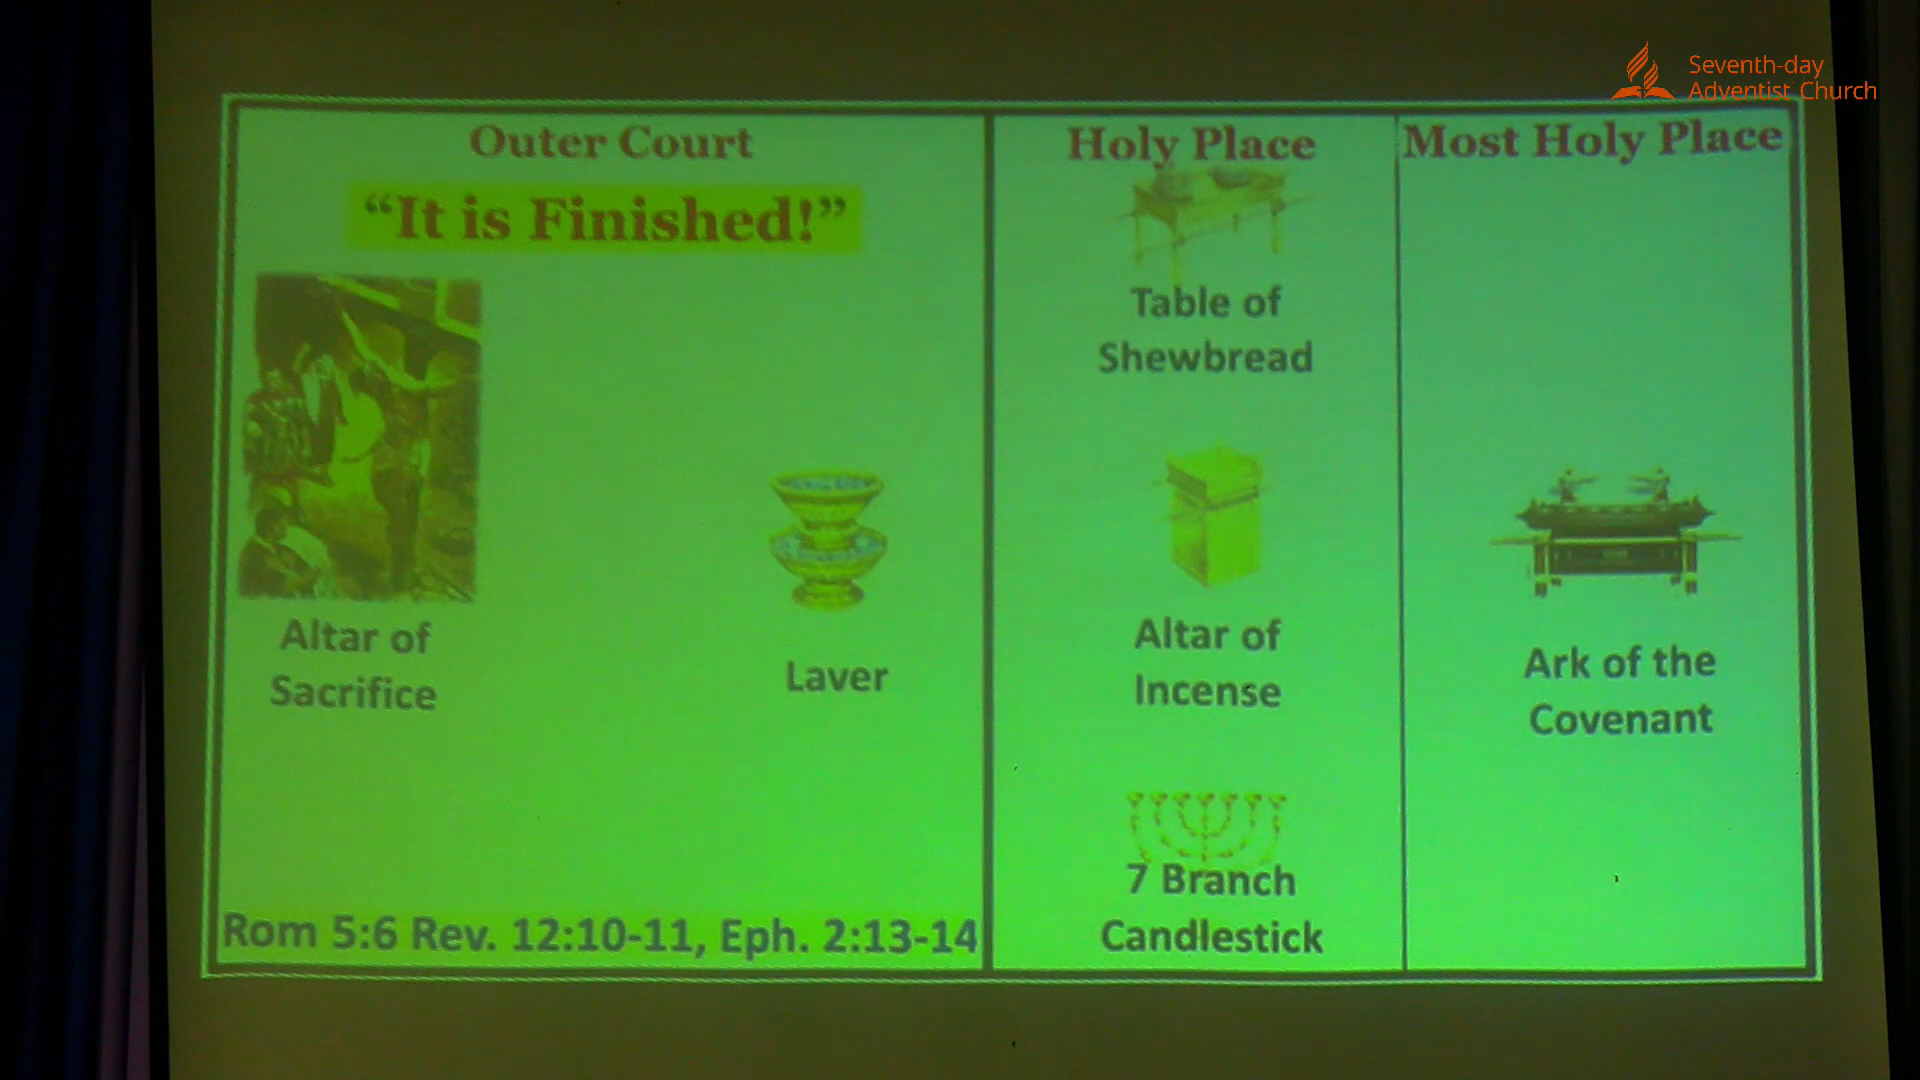 Seventh-day
Adventist Church
Outer Court
“It is Finished!”
Altar of
Sacrifice
Laver
Rom 5:6 Rev. 12:10-11, Eph. 2:13-14
Holy Place
Table of
Shewbread
Altar of
Incense
7 Branch
Candlestick
Most Holy Place
Ark of the
Covenant